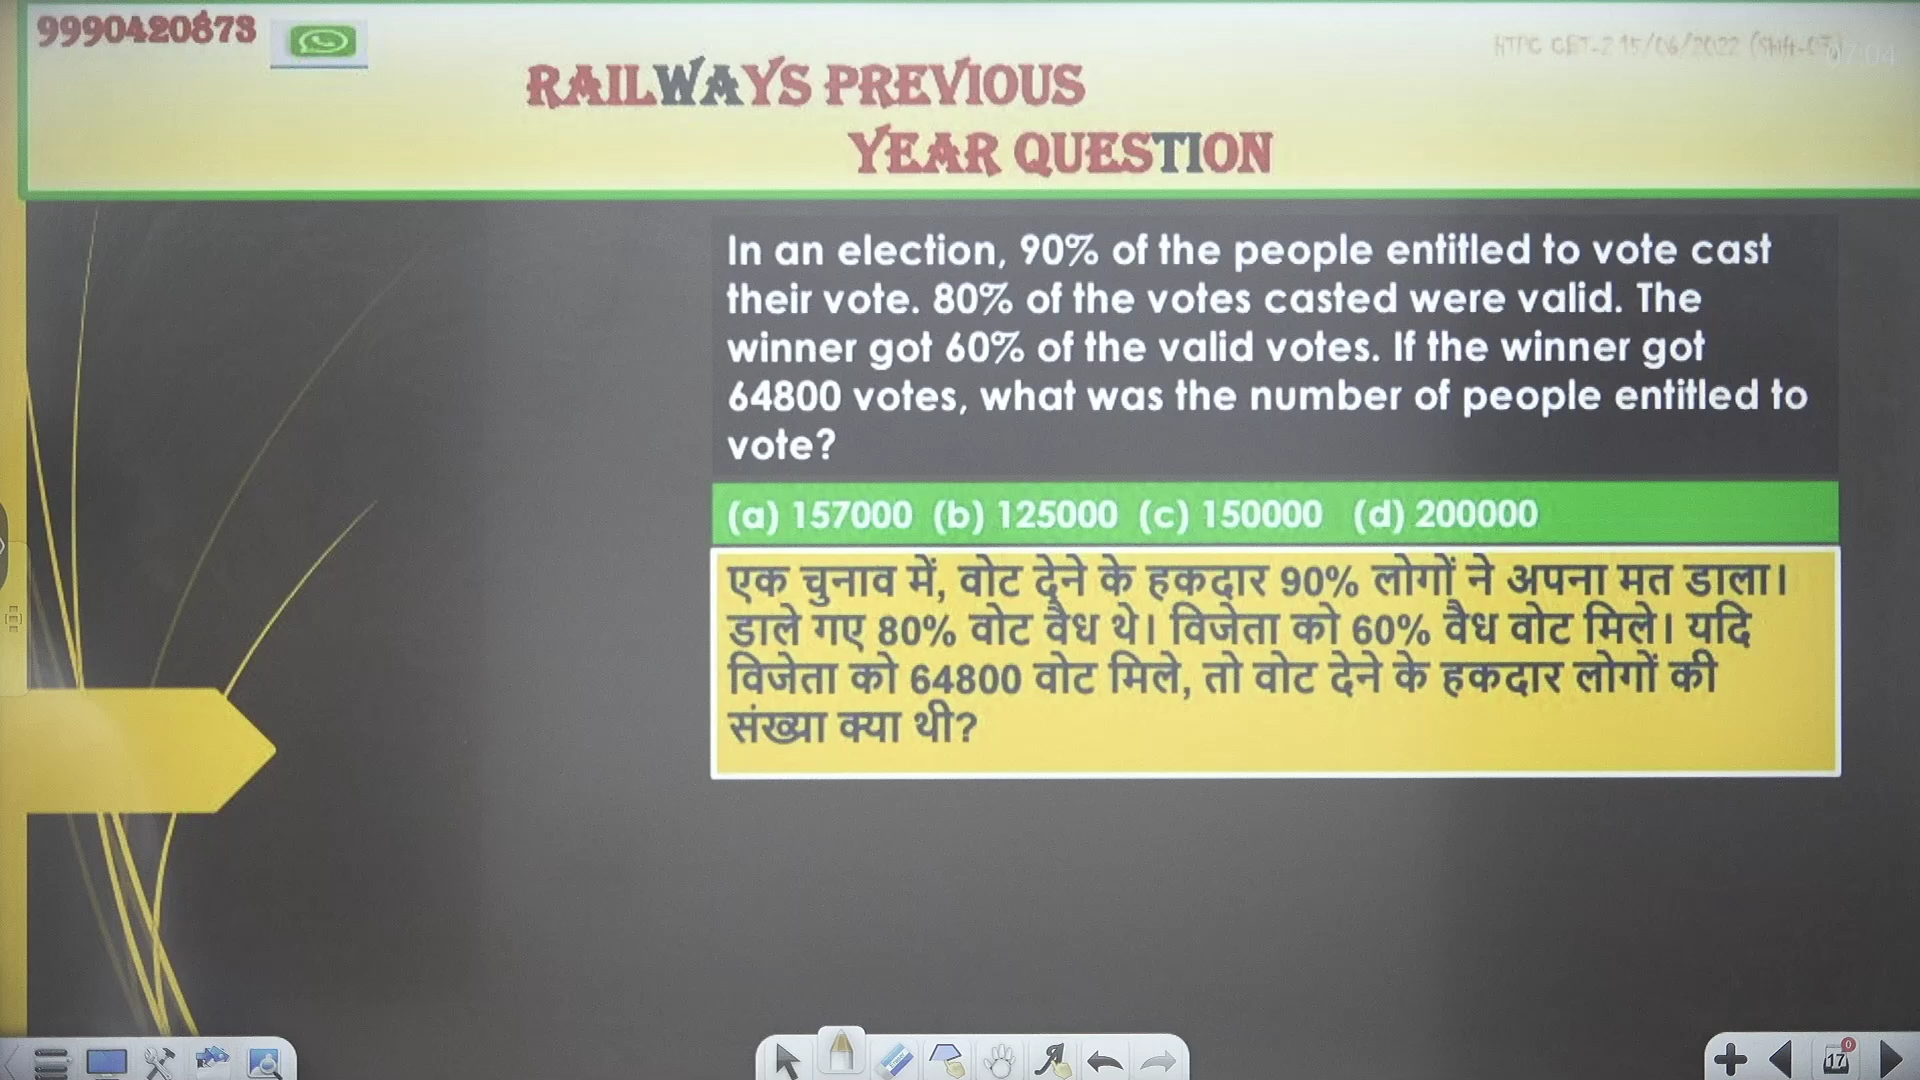 9990420873
RAILWAYS PREVIOUS
YEAR QUESTION
In an election, 90% of the people entitled to vote cast
their vote. 80% of the votes casted were valid. The
winner got 60% of the valid votes. If the winner got
64800 votes, what was the number of people entitled to
vote?
(a) 157000 (b) 125000 (c) 150000 (d) 200000
एक चुनाव में, वोट देने के हकदार 90% लोगों ने अपना मत डाला।
डाले गए 80% वोट वैध थे। विजेता को 60% वैध वोट मिले। यदि
विजेता को 64800 वोट मिले, तो वोट देने के हकदार लोगों की
संख्या क्या थी?
17
0